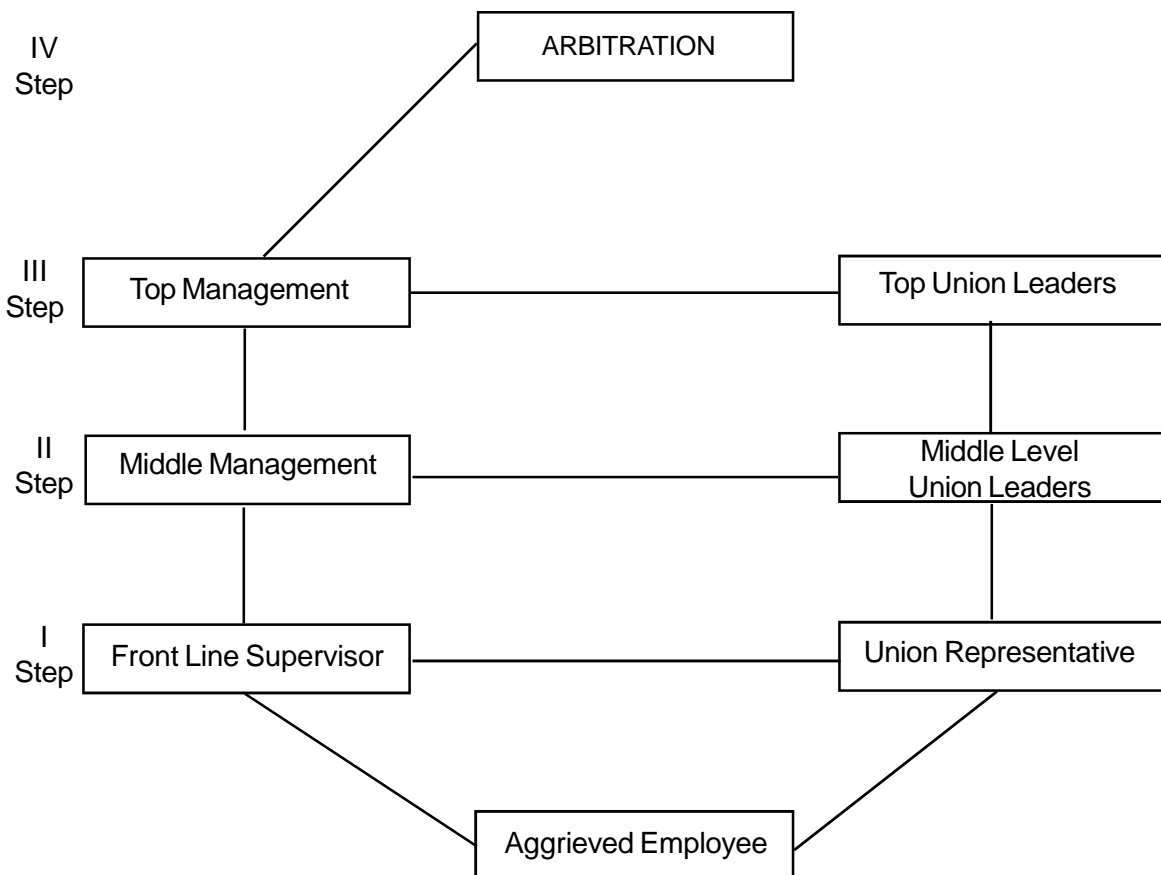 IV
Step
ARBITRATION
III
Step
Top Management
Top Union Leaders
II
Step
Middle Management
Middle Level
Union Leaders
I
Step
Front Line Supervisor
Union Representative
Aggrieved Employee